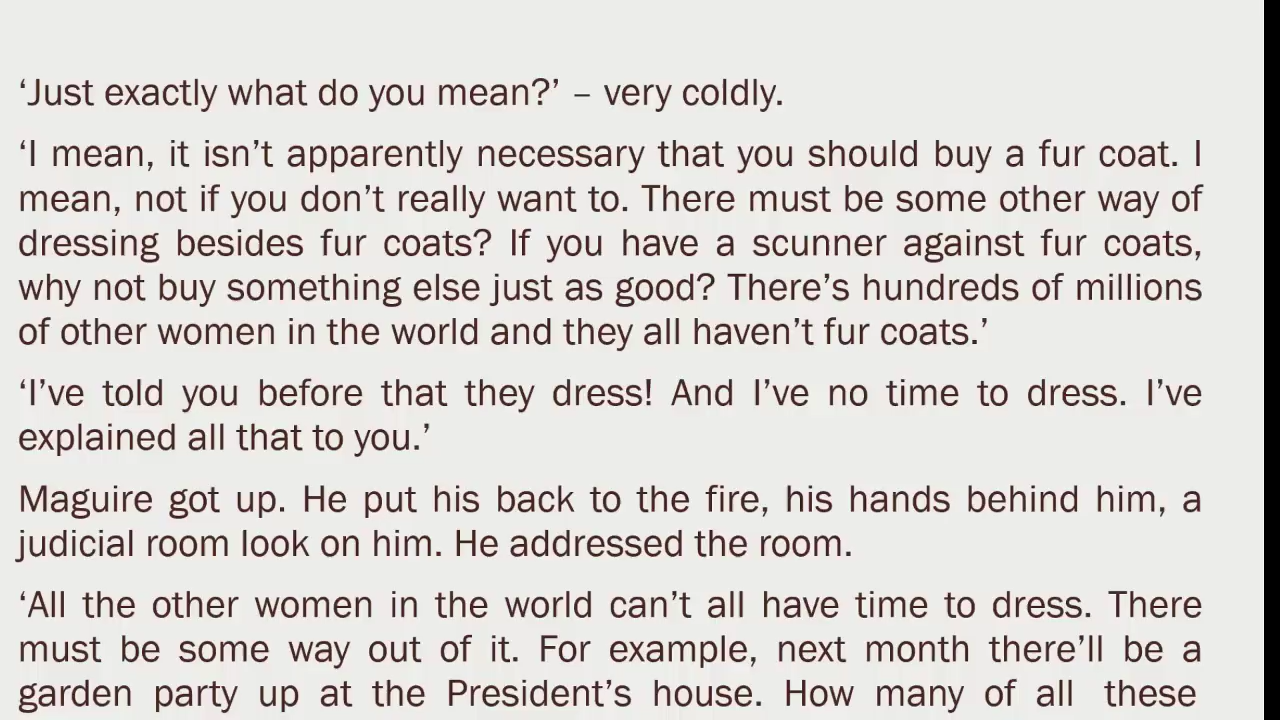 ‘Just exactly what do you mean?’ – very coldly.
‘I mean, it isn’t apparently necessary that you should buy a fur coat. I
mean, not if you don’t really want to. There must be some other way of
dressing besides fur coats? If you have a scunner against fur coats,
why not buy something else just as good? There’s hundreds of millions
of other women in the world and they all haven’t fur coats.’
‘I’ve told you before that they dress! And I’ve no time to dress. I’ve
explained all that to you.’
Maguire got up. He put his back to the fire, his hands behind him, a
judicial room look on him. He addressed the room.
‘All the other women in the world can’t all have time to dress. There
must be some way out of it. For example, next month there’ll be a
garden party up at the President’s house. How many of all these